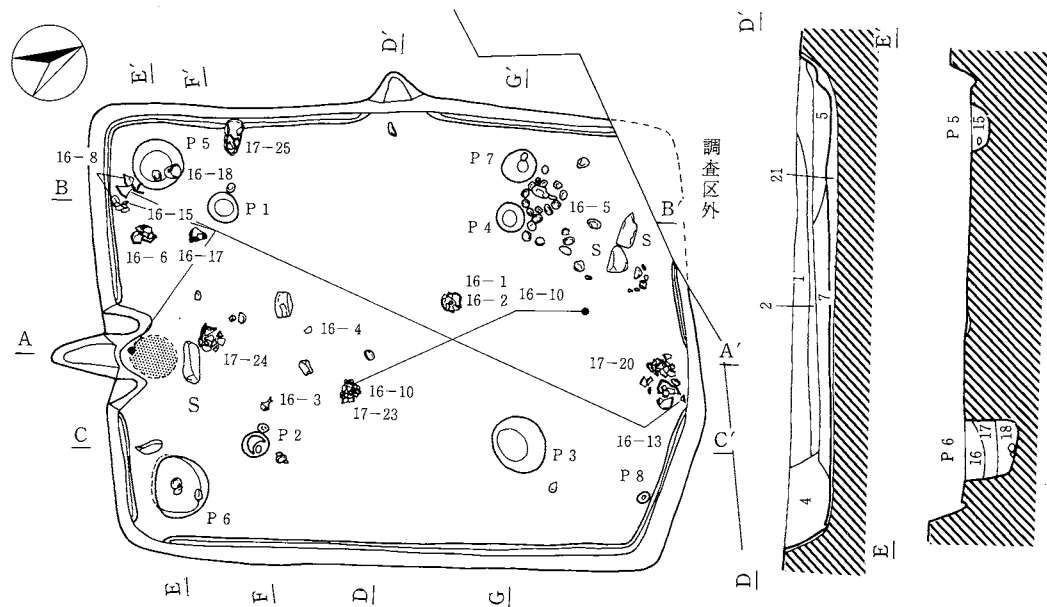 D′
E′
F′
G′
P 5
17-25
16-8
16-18
B
16-15
P 1
16-6
16-17
P 7
16-5
P 4
S
S
B′
調査区外
16-1
16-2
16-10
16-4
A
17-24
S
16-10
17-23
16-3
17-20
A′
C
P 2
16-13
C′
P 3
P 8
P 6
E
F
D
G
D
D′
5
21
1
2
7
4
E′
P 5
15
P 6
16
17
18
E